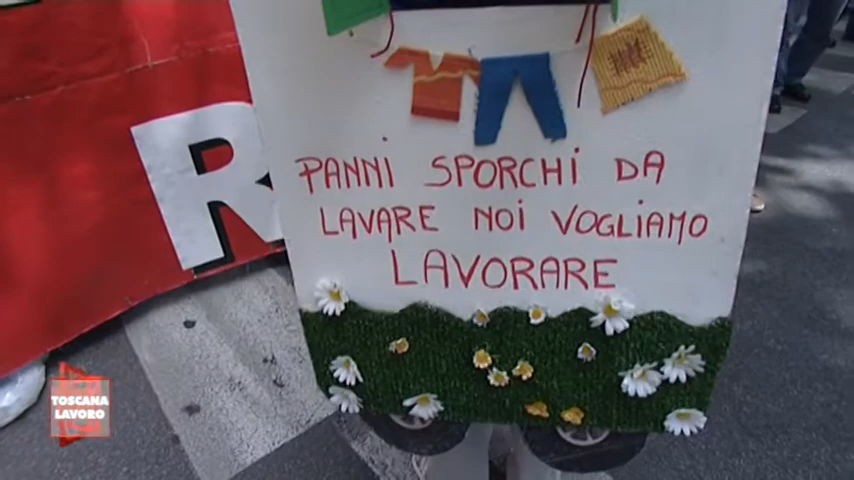 R
PANNI SPORCHI DA
LAVARE NOI VOGLIAMO
LAVORARE
TOSCANA
LAVORO